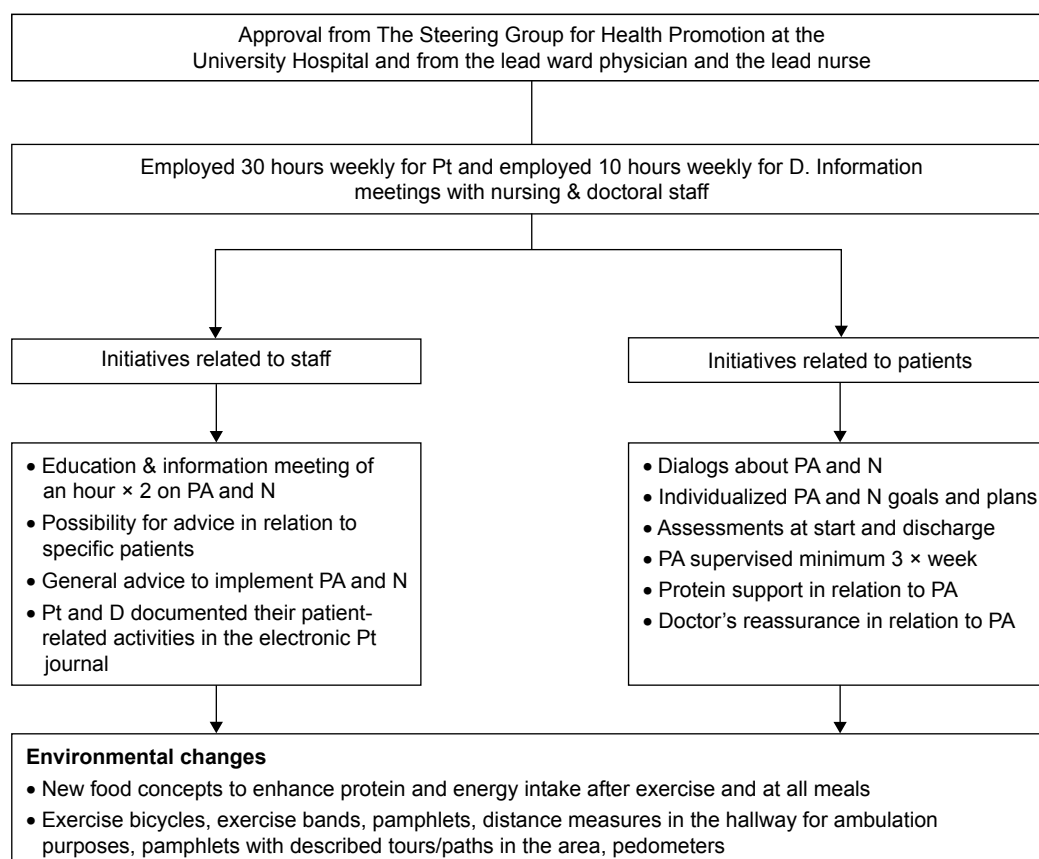 Approval from The Steering Group for Health Promotion at the
University Hospital and from the lead ward physician and the lead nurse
Employed 30 hours weekly for Pt and employed 10 hours weekly for D. Information
meetings with nursing & doctoral staff
Initiatives related to staff
Initiatives related to patients
• Education & information meeting of
an hour × 2 on PA and N
• Possibility for advice in relation to
specific patients
• General advice to implement PA and N
• Pt and D documented their patient-
related activities in the electronic Pt
journal
• Dialogs about PA and N
• Individualized PA and N goals and plans
• Assessments at start and discharge
• PA supervised minimum 3 × week
• Protein support in relation to PA
• Doctor’s reassurance in relation to PA
Environmental changes
• New food concepts to enhance protein and energy intake after exercise and at all meals
• Exercise bicycles, exercise bands, pamphlets, distance measures in the hallway for ambulation
purposes, pamphlets with described tours/paths in the area, pedometers